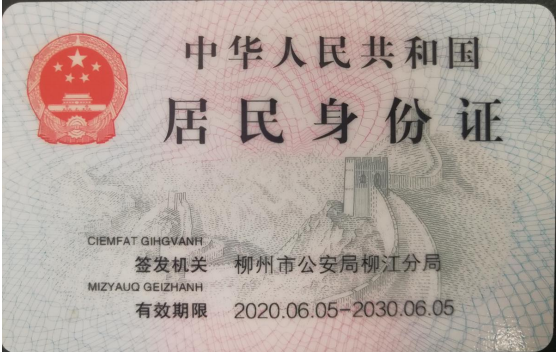 中华人民共和国
居民身份证
CIEMFAT GIHGVANH
签发机关 柳州市公安局柳江分局
MIZYAUQ GEIZHANH
有效期限 2020.06.05-2030.06.05